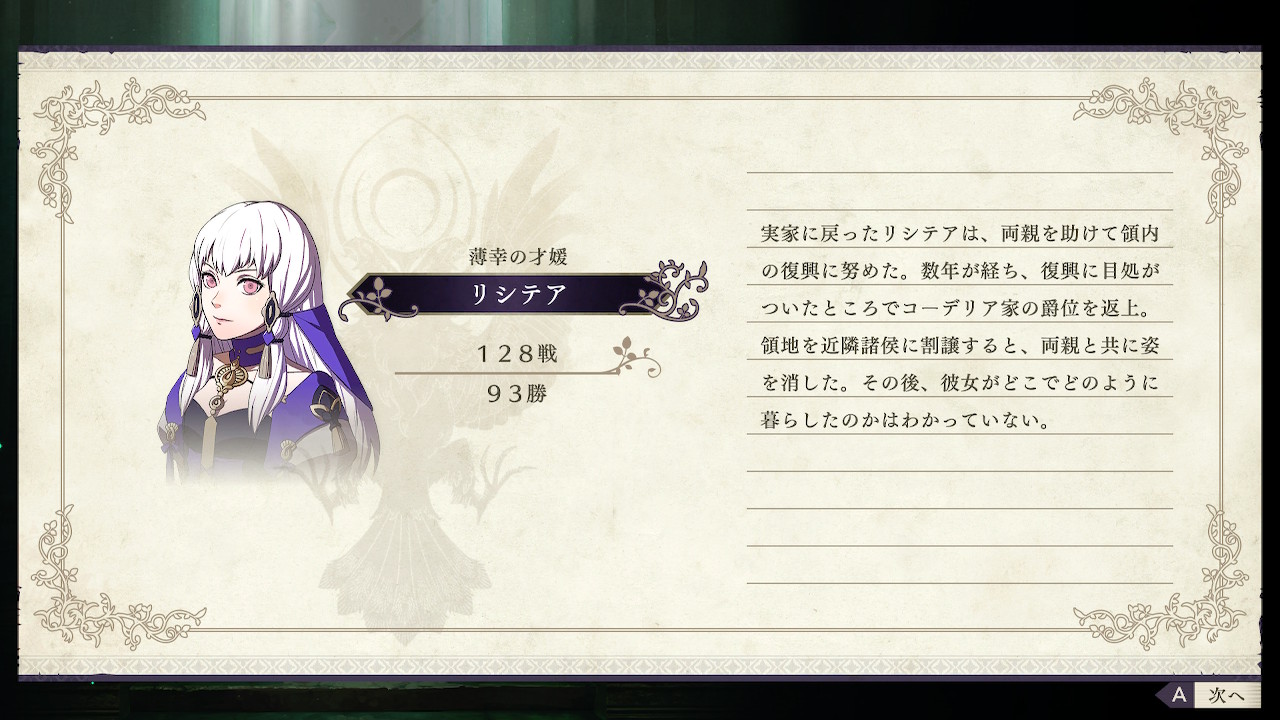 薄幸の才媛
リシテア
128戦
93勝
実家に戻ったリシテアは、両親を助けて領内
の復興に努めた。数年が経ち、復興に目処が
ついたところでコーデリア家の爵位を返上。
領地を近隣諸侯に割譲すると、両親と共に姿
を消した。その後、彼女がどこでどのように
暮らしたのかはわかっていない。
A 次へ